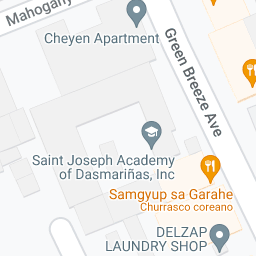 Mahogany
Cheyen Apartment
Green Breeze Ave
Saint Joseph Academy
of Dasmariñas, Inc
Samgyup sa Garahe
Churrasco coreano
DELZAP
LAUNDRY SHOP